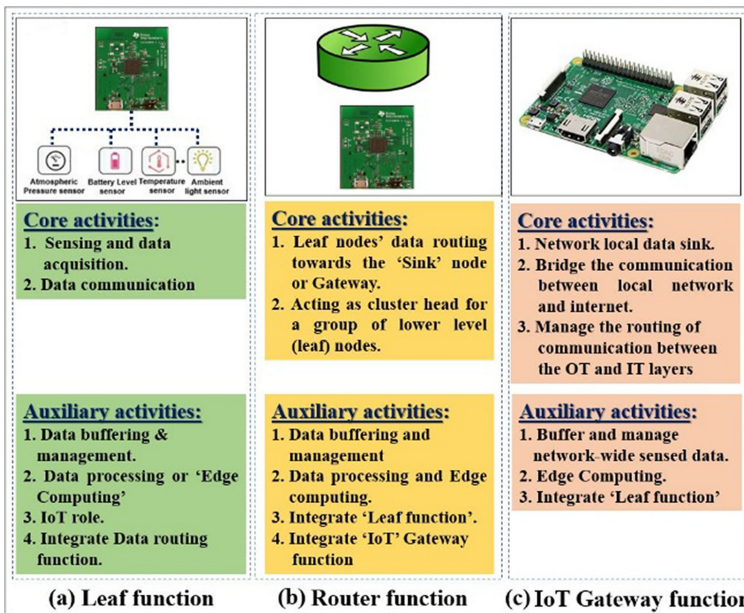 Atmospheric
Pressure sensor
Battery Level
sensor
Temperature
sensor
Ambient
light sensor
Core activities:
1. Sensing and data
acquisition.
2. Data communication
Auxiliary activities:
1. Data buffering &
management.
2. Data processing or ‘Edge
Computing’
3. IoT role.
4. Integrate Data routing
function.
(a) Leaf function
Core activities:
1. Leaf nodes’ data routing
towards the ‘Sink’ node
or Gateway.
2. Acting as cluster head for
a group of lower level
(leaf) nodes.
Auxiliary activities:
1. Data buffering and
management
2. Data processing and Edge
computing.
3. Integrate ‘Leaf function’.
4. Integrate ‘IoT’ Gateway
function
(b) Router function
Core activities:
1. Network local data sink.
2. Bridge the communication
between local network
and internet.
3. Manage the routing of
communication between
the OT and IT layers
Auxiliary activities:
1. Buffer and manage
network-wide sensed data.
2. Edge Computing.
3. Integrate ‘Leaf function’
(c) IoT Gateway function